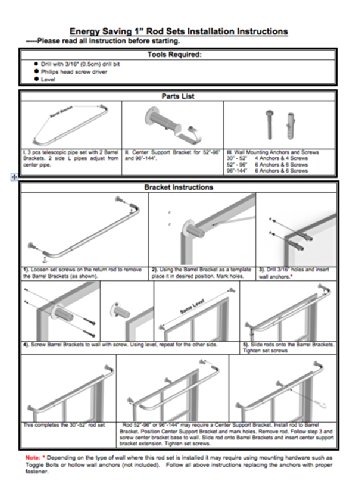 Energy Saving 1" Rod Sets Installation Instructions
----Please read all Instruction before starting.
Tools Required:
● Drill with 3/16" (0.5cm) drill bit
● Philips head screw driver
● Level
Parts List
Barrel Bracket
I. 3 pcs telescopic pipe set with 2 Barrel
Brackets. 2 side L pipes adjust from
center pipe.
ii. Center Support Bracket for 52"-96"
and 96"-144".
iii. Wall Mounting Anchors and Screws
30" - 52" 4 Anchors & 4 Screws
52" - 96" 6 Anchors & 6 Screws
96"-144" 6 Anchors & 6 Screws
Bracket Instructions
1). Loosen set screws on the return rod to remove
the Barrel Brackets (as shown).
2). Using the Barrel Bracket as a template
place it in desired position. Mark holes.
3). Drill 3/16" holes and insert
wall anchors.*
Same Level
4). Screw Barrel Brackets to wall with screw. Using level, repeat for the other side.
5). Slide rods onto the Barrel Brackets.
Tighten set screws
This completes the 30"-52" rod set.
Rod 52"-96" or 96"-144" may require a Center Support Bracket. Install rod to Barrel
Bracket. Position Center Support Bracket and mark holes. Remove rod. Follow step 3 and
screw center bracket base to wall. Slide rod onto Barrel Brackets and insert center support
bracket extension. Tighten set screws.
Note: * Depending on the type of wall where this rod set is installed it may require using mounting hardware such as
Toggle Bolts or hollow wall anchors (not included). Follow all above instructions replacing the anchors with proper
fastener.